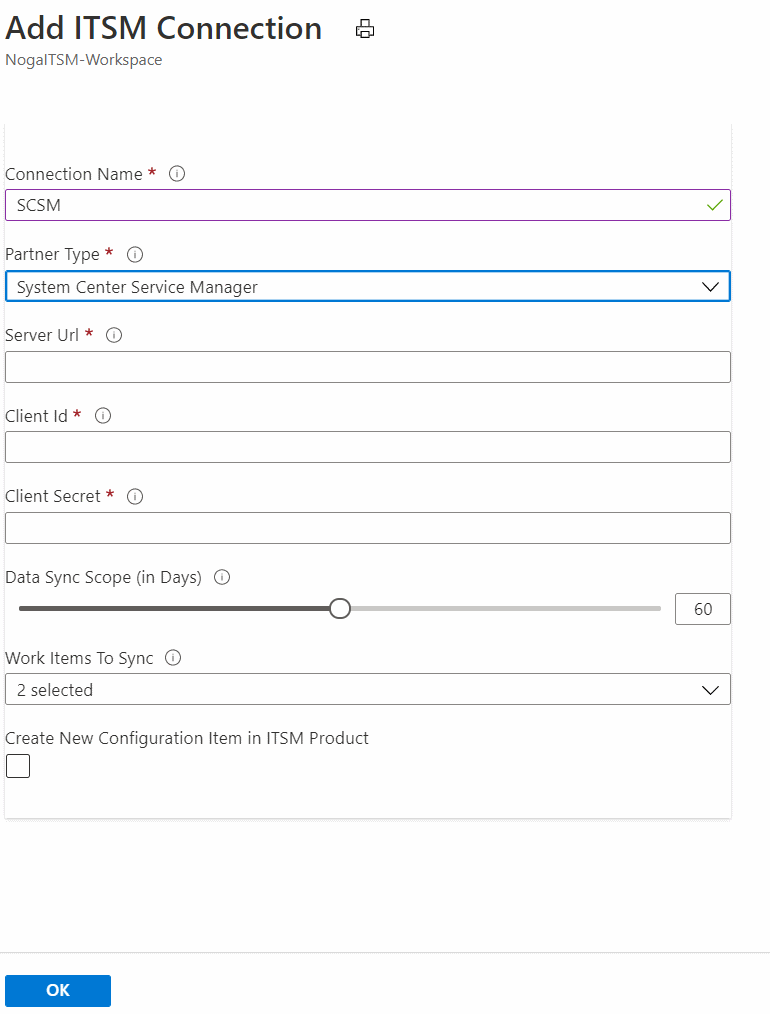 Add ITSM Connection
NogaITSM-Workspace
Connection Name *
SCSM
Partner Type *
System Center Service Manager
Server Url *
Client Id *
Client Secret *
Data Sync Scope (in Days)
60
Work Items To Sync
2 selected
Create New Configuration Item in ITSM Product
OK